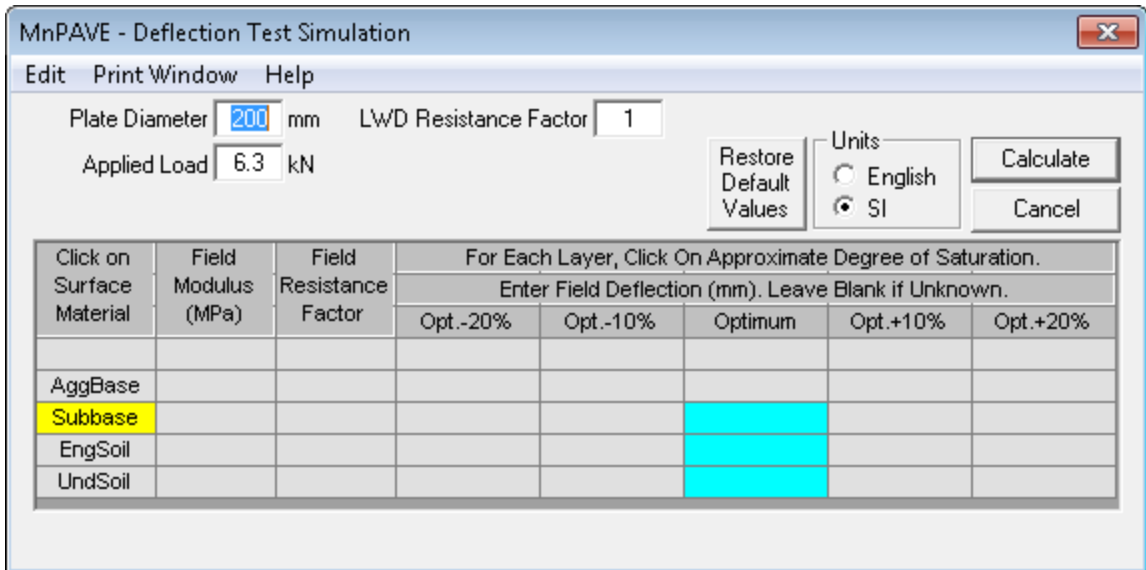 MnPAVE - Deflection Test Simulation
Edit Print Window Help
Plate Diameter 200 mm LWD Resistance Factor 1
Applied Load 6.3 kN
Restore
Default
Values
Units
English
SI
Calculate
Cancel
Click on
Surface
Material
Field
Modulus
(MPa)
Field
Resistance
Factor
For Each Layer, Click On Approximate Degree of Saturation.
Enter Field Deflection (mm). Leave Blank if Unknown.
Opt.-20% Opt.-10% Optimum Opt.+10% Opt.+20%
AggBase
Subbase
EngSoil
UndSoil